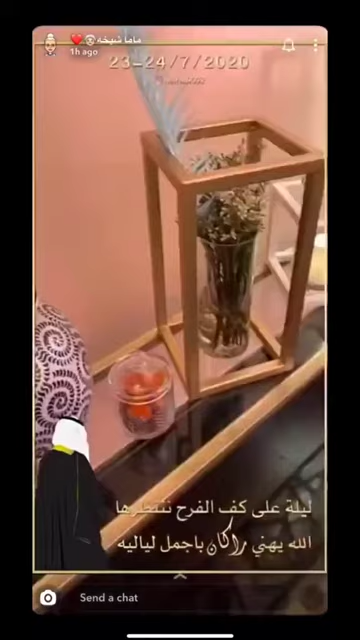 ماما شيخه
1h ago
23-24/7/2020
ليلة على كف الفرح ننتظرها
الله يهني راكان باجمل لياليه
Send a chat